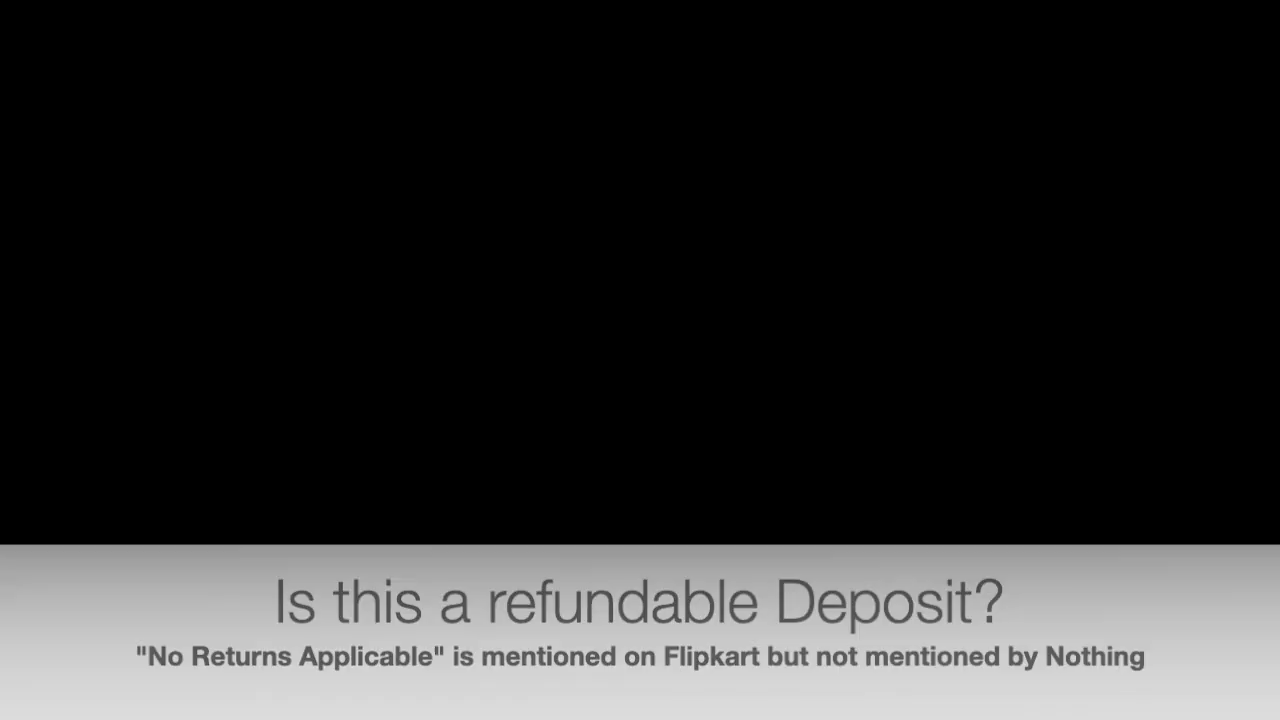 Is this a refundable Deposit?
"No Returns Applicable" is mentioned on Flipkart but not mentioned by Nothing